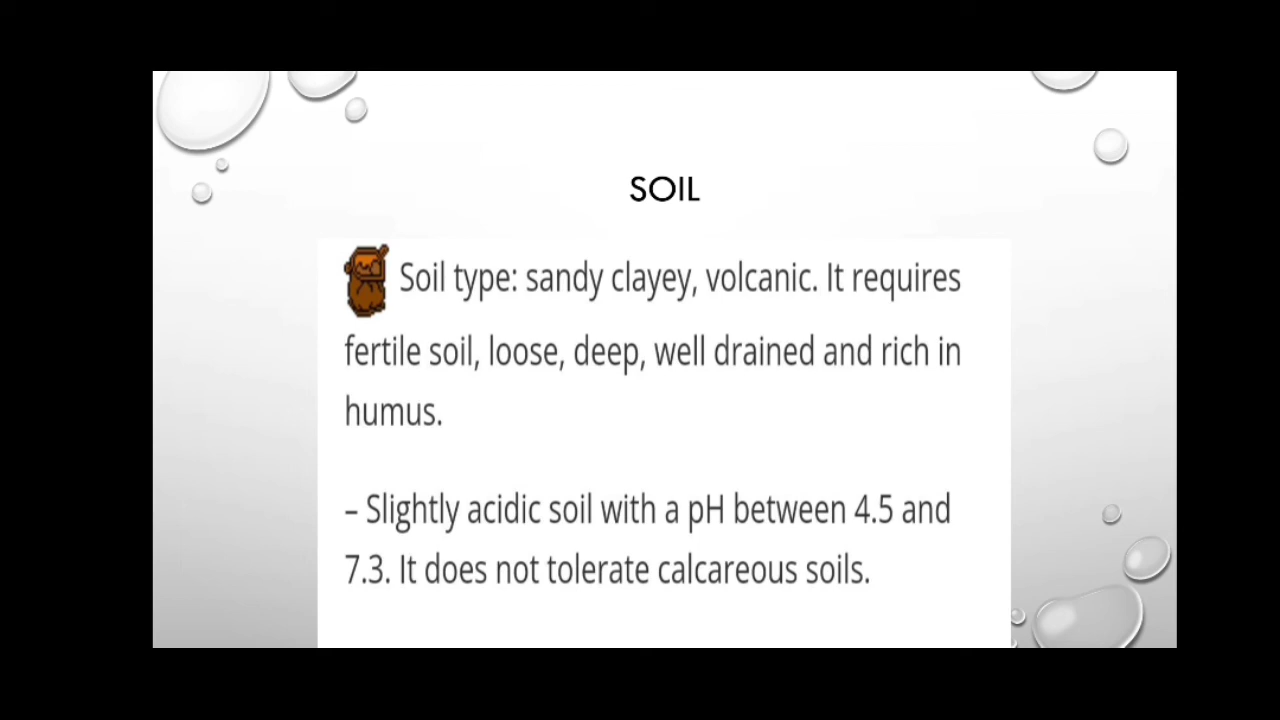 SOIL
Soil type: sandy clayey, volcanic. It requires
fertile soil, loose, deep, well drained and rich in
humus.
– Slightly acidic soil with a pH between 4.5 and
7.3. It does not tolerate calcareous soils.